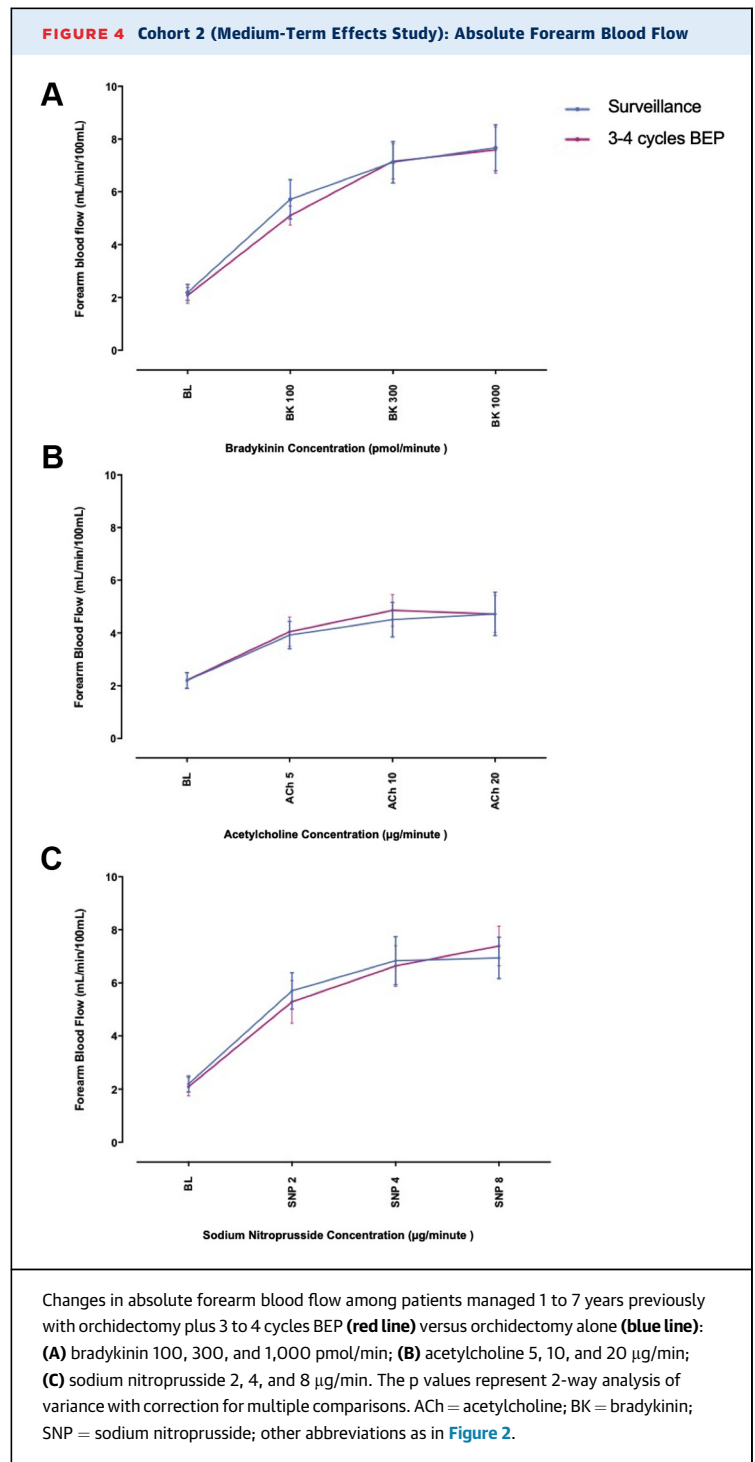 FIGURE 4 Cohort 2 (Medium-Term Effects Study): Absolute Forearm Blood Flow
A
Forearm blood flow (mL/min/100mL)
10
8
6
4
2
0
Surveillance
3-4 cycles BEP
BL
BK 100
BK 300
BK 1000
Bradykinin Concentration (pmol/minute )
B
Forearm Blood Flow (mL/min/100mL)
10
8
6
4
2
0
BL
ACh 5
ACh 10
ACh 20
Acetylcholine Concentration (µg/minute )
C
Forearm Blood Flow (mL/min/100mL)
10
8
6
4
2
0
BL
SNP 2
SNP 4
SNP 8
Sodium Nitroprusside Concentration (µg/minute )
Changes in absolute forearm blood flow among patients managed 1 to 7 years previously
with orchidectomy plus 3 to 4 cycles BEP (red line) versus orchidectomy alone (blue line):
(A) bradykinin 100, 300, and 1,000 pmol/min; (B) acetylcholine 5, 10, and 20 µg/min;
(C) sodium nitroprusside 2, 4, and 8 µg/min. The p values represent 2-way analysis of
variance with correction for multiple comparisons. ACh = acetylcholine; BK = bradykinin;
SNP = sodium nitroprusside; other abbreviations as in Figure 2.